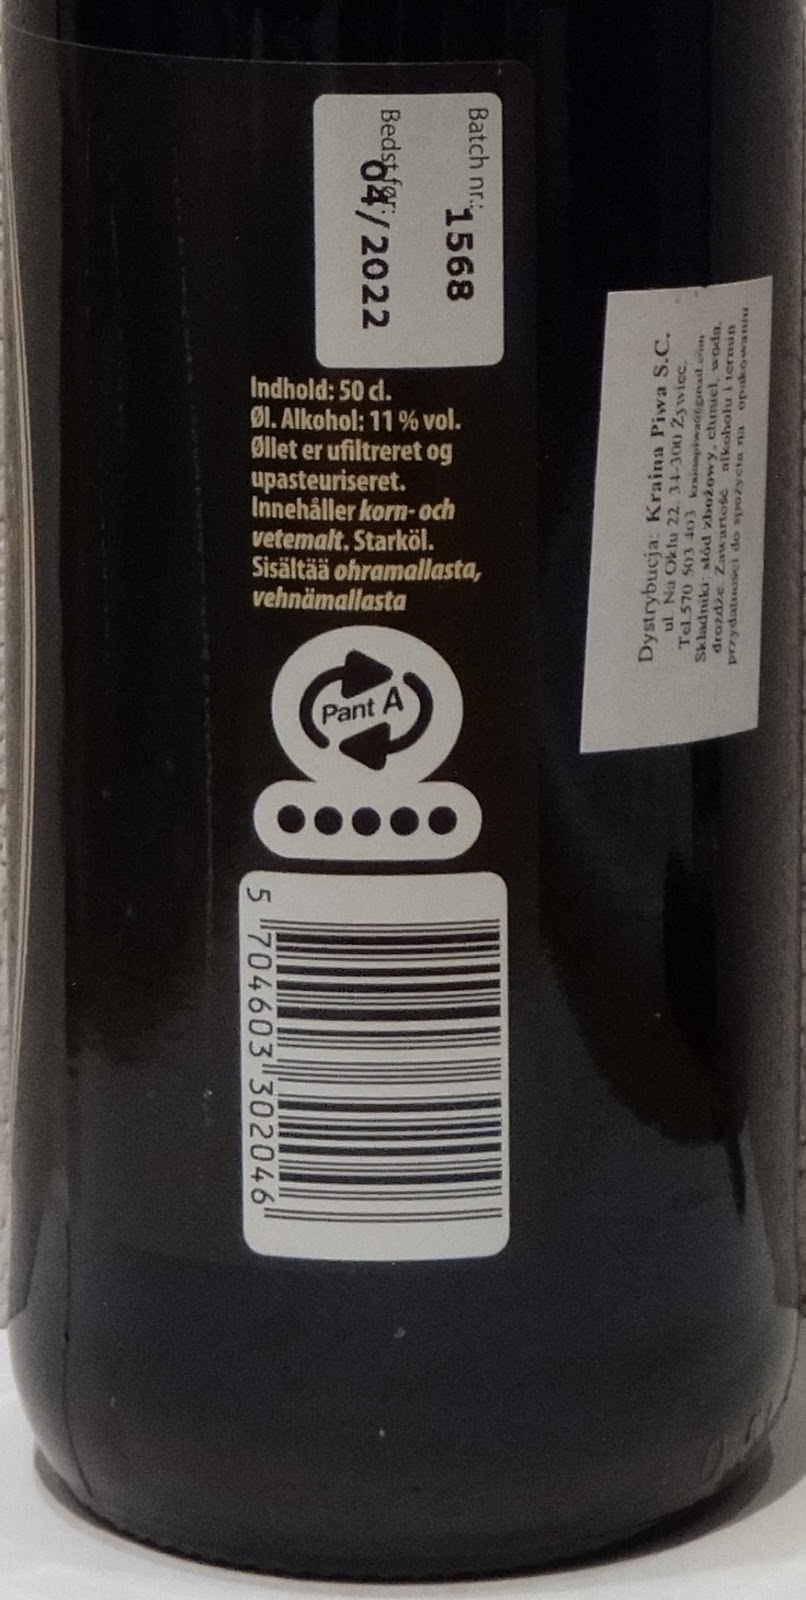 Batch nr.: 1568
Bedst før: 04/2022
Indhold: 50 cl.
Øl. Alkohol: 11 % vol.
Øllet er ufiltreret og
upasteuriseret.
Innehåller korn- och
vetemalt. Starköl.
Sisältää ohramallasta,
vehnämallasta
Pant A
5 704603 302046
Dystrybucja: Kraina Piwa S.C.
ul. Na Oklu 22, 34-300 Żywiec.
Tel.570 503 403 krainapiwa@gmail.com
Składniki: słód zbożowy, chmiel, woda,
drożdże. Zawartość alkoholu i termin
przydatności do spożycia na opakowaniu